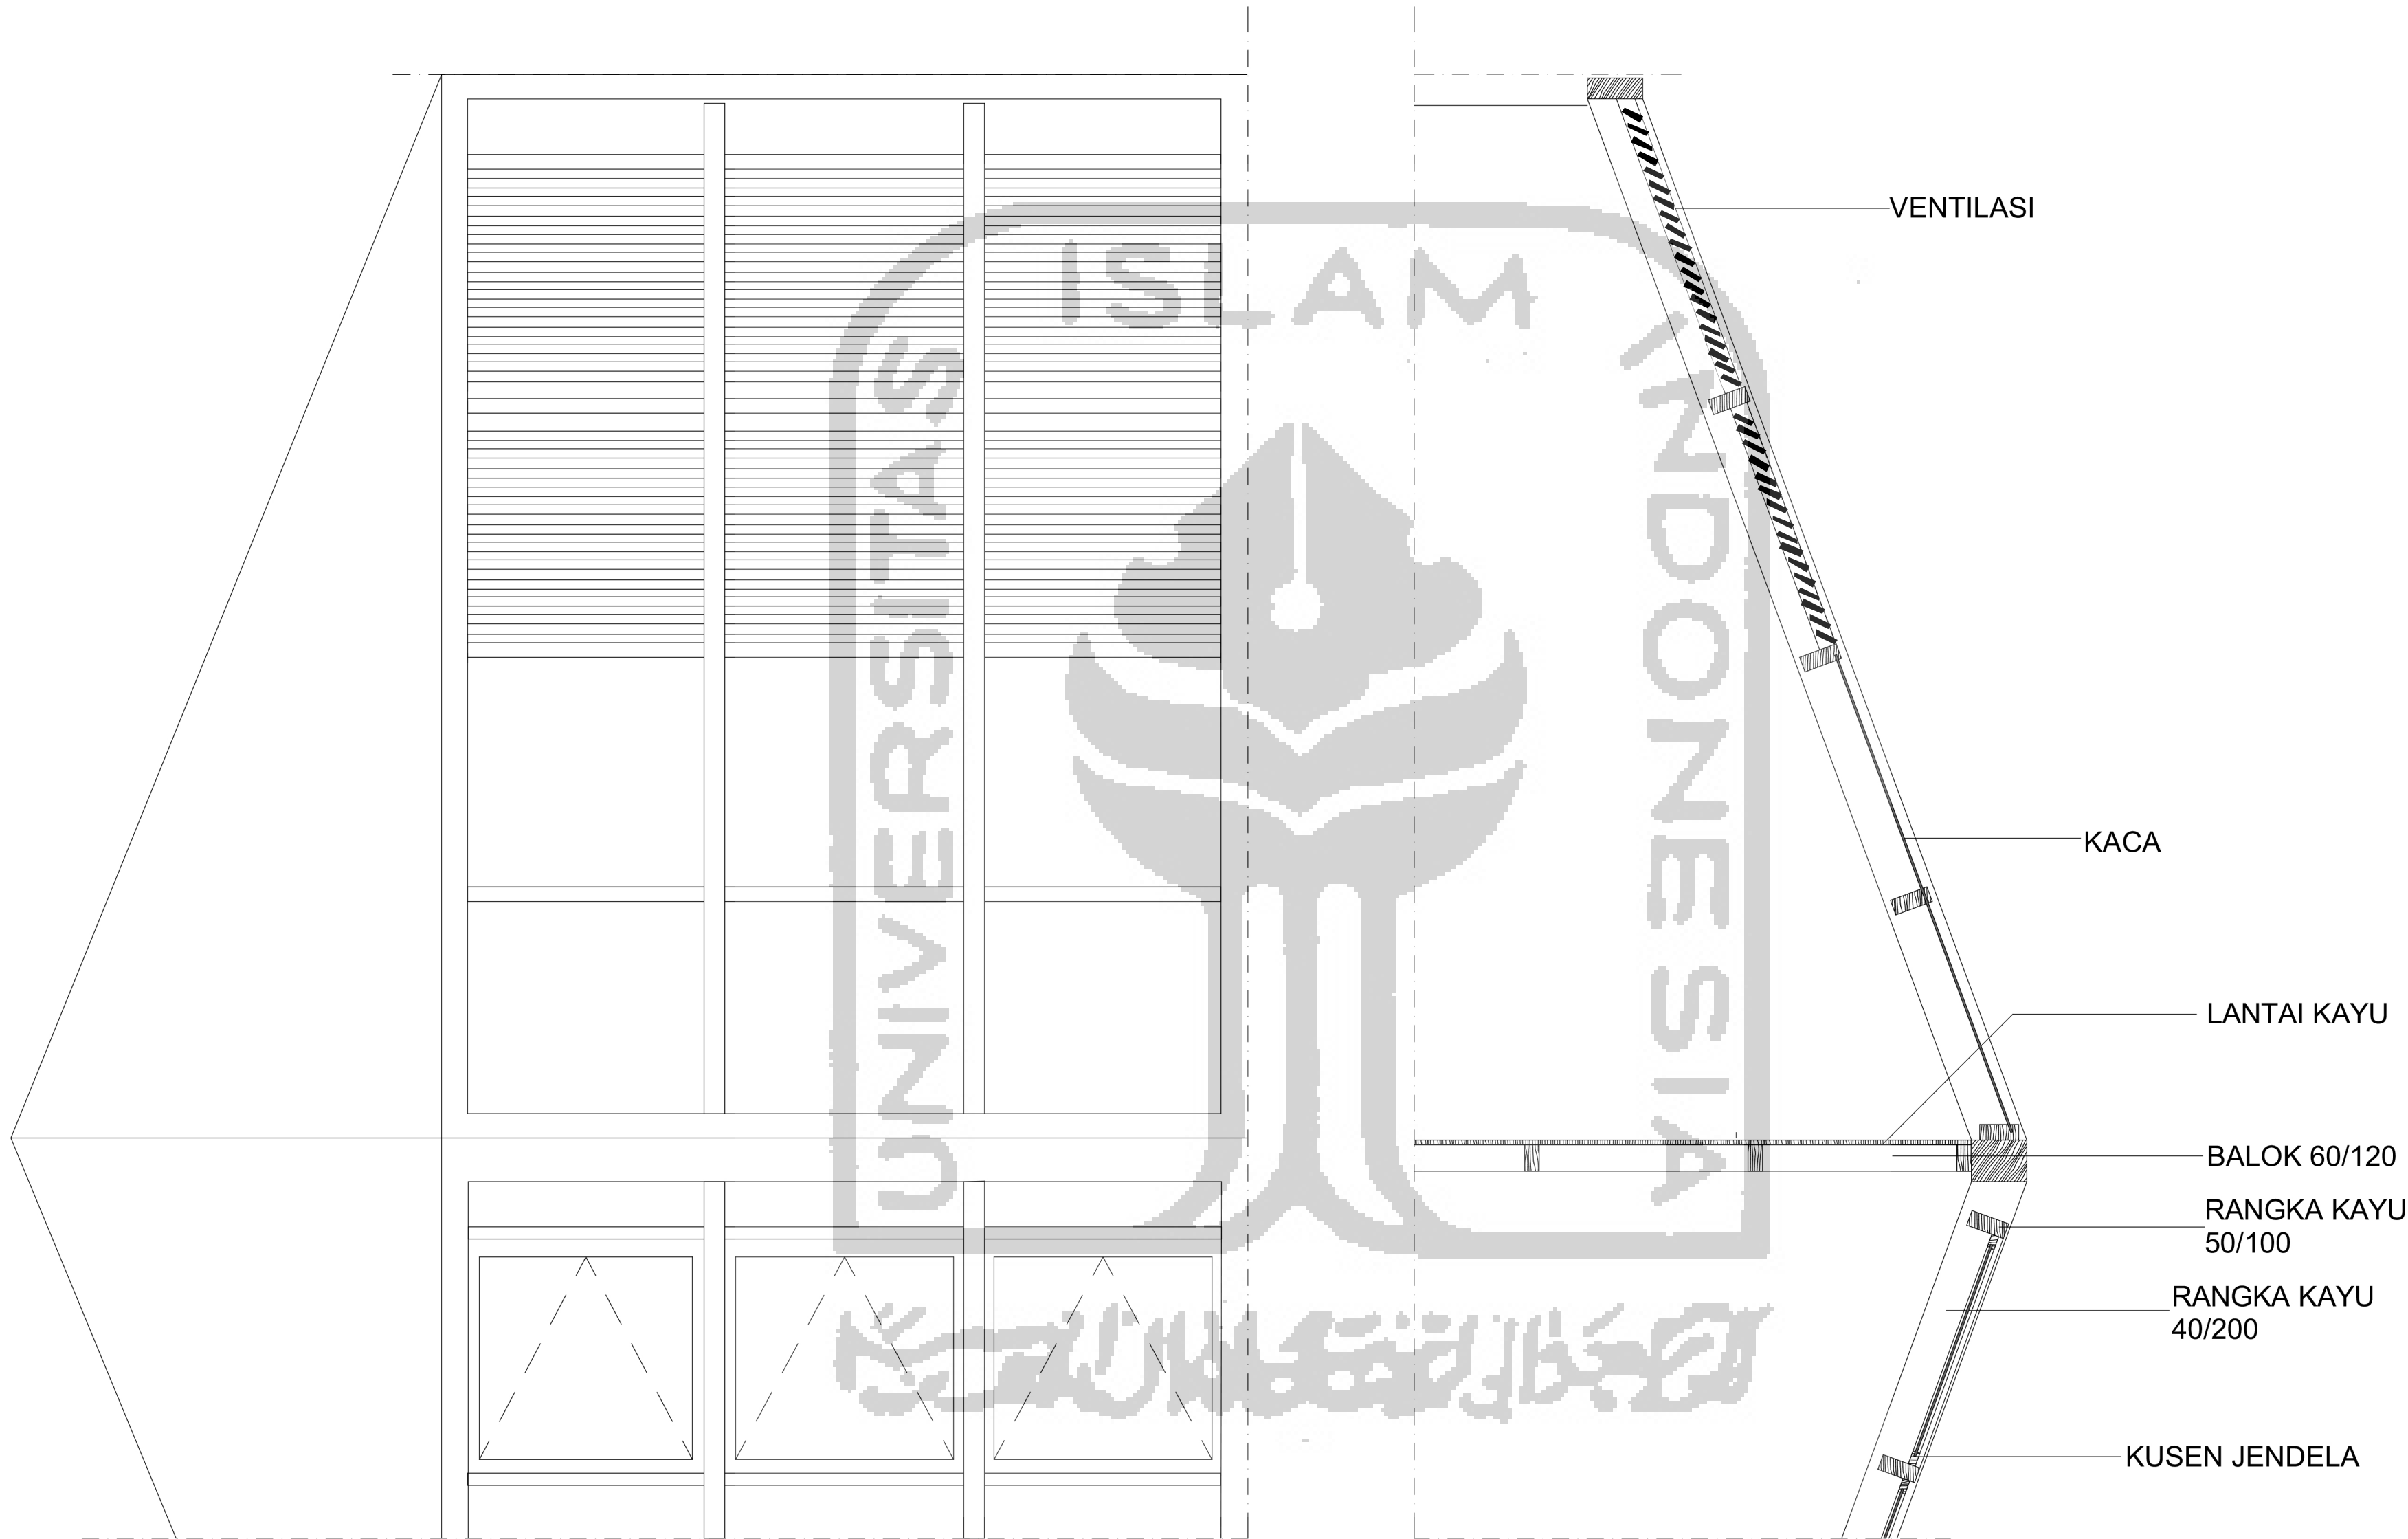 VENTILASI
ISLAM
UNIVERSITAS
INDONESIA
KACA
LANTAI KAYU
BALOK 60/120
RANGKA KAYU
50/100
RANGKA KAYU
40/200
KUSEN JENDELA